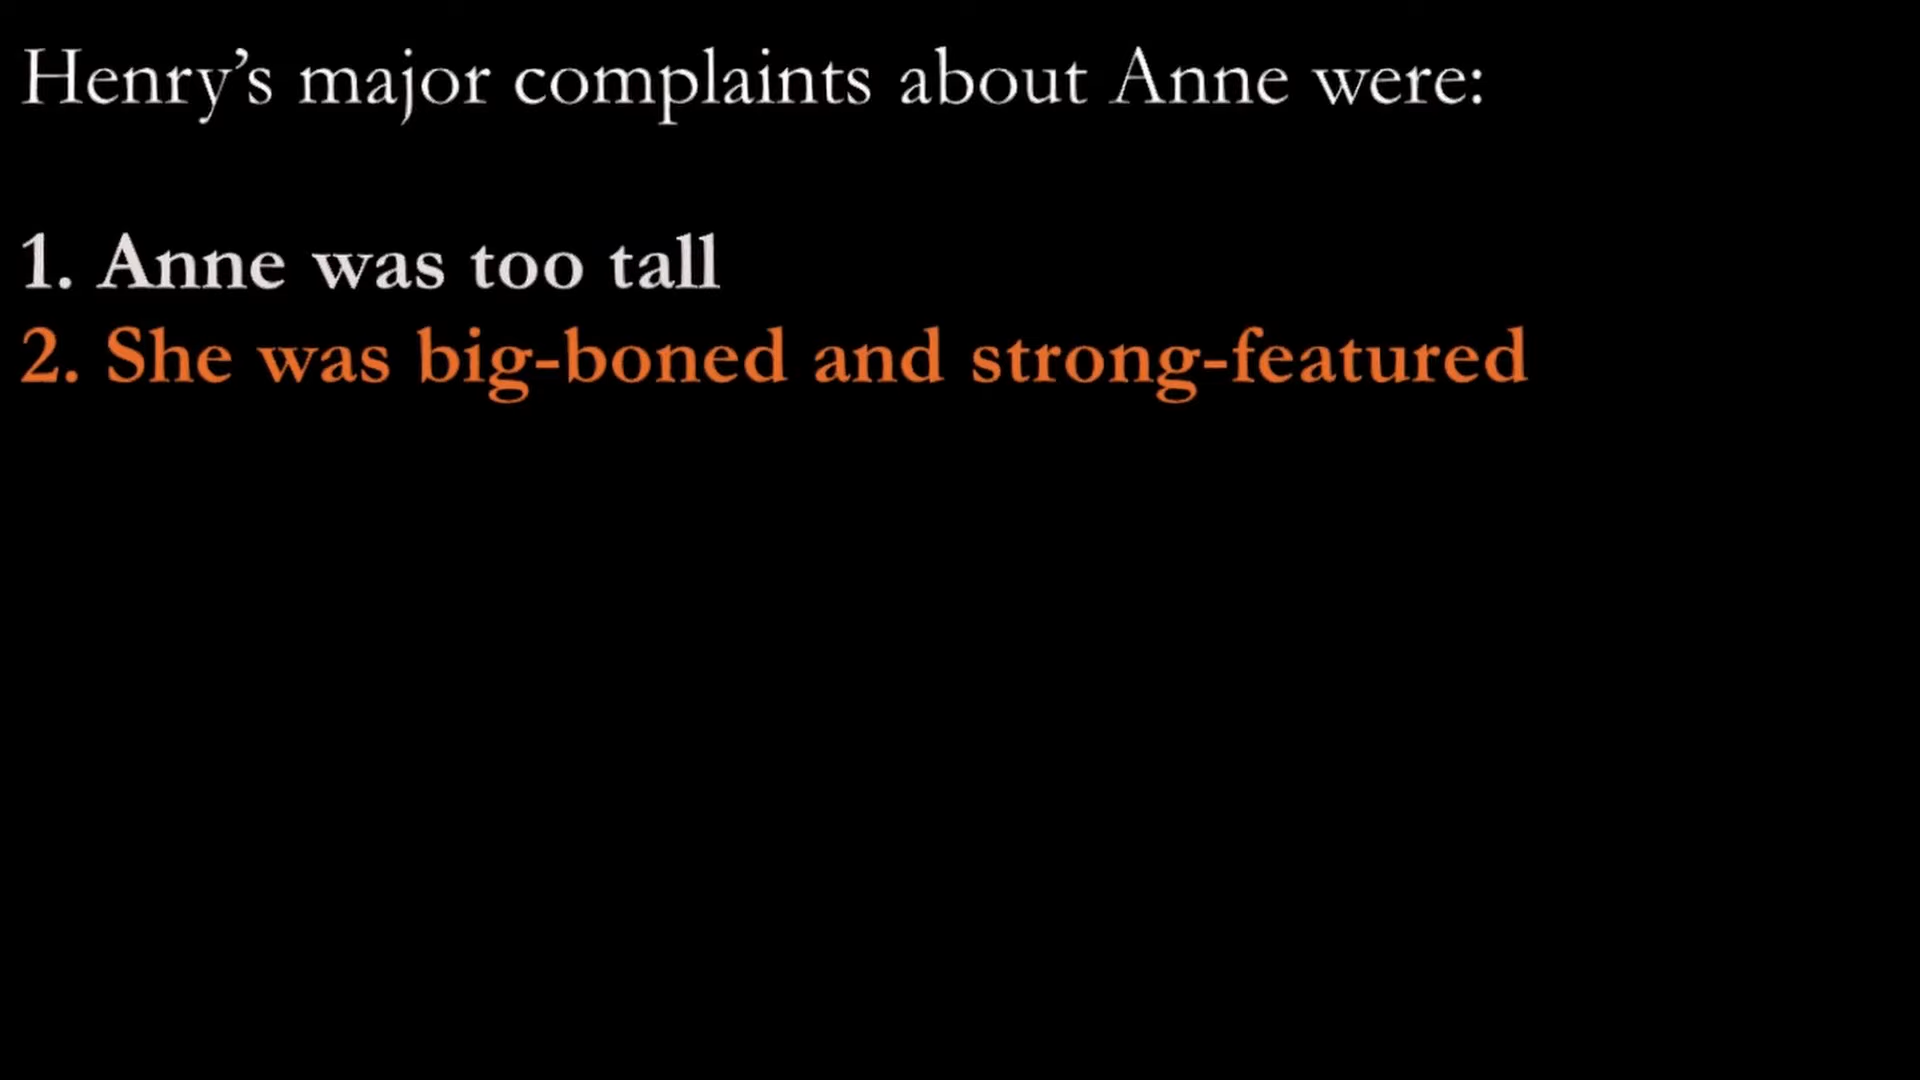 Henry’s major complaints about Anne were:
1. Anne was too tall
2. She was big-boned and strong-featured